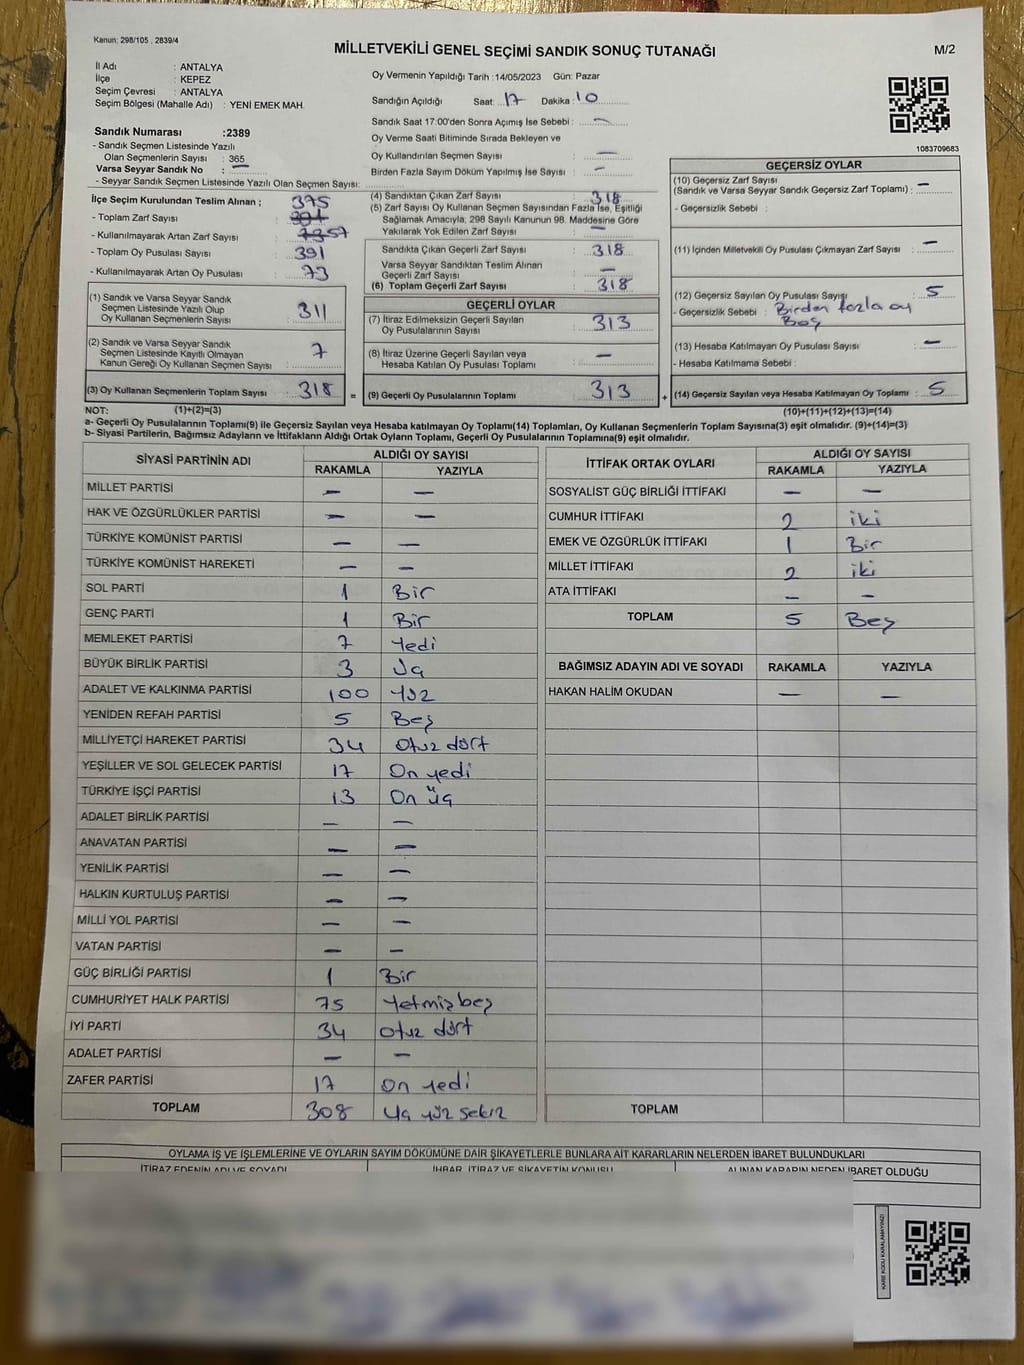 Kanun: 298/105 , 2839/4
MİLLETVEKİLİ GENEL SEÇİMİ SANDIK SONUÇ TUTANAĞI
M/2
İl Adı : ANTALYA
İlçe : KEPEZ
Seçim Çevresi : ANTALYA
Seçim Bölgesi (Mahalle Adı) : YENİ EMEK MAH.
Sandık Numarası :2389
- Sandık Seçmen Listesinde Yazılı
Olan Seçmenlerin Sayısı : 365
Varsa Seyyar Sandık No : —
- Seyyar Sandık Seçmen Listesinde Yazılı Olan Seçmen Sayısı:
İlçe Seçim Kurulundan Teslim Alınan ; 375
- Toplam Zarf Sayısı :
- Kullanılmayarak Artan Zarf Sayısı : 57
- Toplam Oy Pusulası Sayısı : 391
- Kullanılmayarak Artan Oy Pusulası : 73
Oy Vermenin Yapıldığı Tarih :14/05/2023 Gün: Pazar
Sandığın Açıldığı Saat: 17 Dakika: 10
Sandık Saat 17:00'den Sonra Açımış İse Sebebi : —
Oy Verme Saati Bitiminde Sırada Bekleyen ve
Oy Kullandırılan Seçmen Sayısı : —
Birden Fazla Sayım Döküm Yapılmış İse Sayısı : —
(4) Sandıktan Çıkan Zarf Sayısı : 318
(5) Zarf Sayısı Oy Kullanan Seçmen Sayısından Fazla İse, Eşitliği
Sağlamak Amacıyla, 298 Sayılı Kanunun 98. Maddesine Göre
Yakılarak Yok Edilen Zarf Sayısı : —
Sandıkta Çıkan Geçerli Zarf Sayısı : 318
Varsa Seyyar Sandıktan Teslim Alınan
Geçerli Zarf Sayısı : —
(6) Toplam Geçerli Zarf Sayısı : 318
1083709683
GEÇERSİZ OYLAR
(10) Geçersiz Zarf Sayısı
(Sandık ve Varsa Seyyar Sandık Geçersiz Zarf Toplamı) : —
- Geçersizlik Sebebi :
(11) İçinden Milletvekili Oy Pusulası Çıkmayan Zarf Sayısı : —
(12) Geçersiz Sayılan Oy Pusulası Sayısı : 5
- Geçersizlik Sebebi : Birden fazla oy
Boş
(13) Hesaba Katılmayan Oy Pusulası Sayısı : —
- Hesaba Katılmama Sebebi :
(14) Geçersiz Sayılan veya Hesaba Katılmayan Oy Toplamı : 5
(10)+(11)+(12)+(13)=(14)
(1) Sandık ve Varsa Seyyar Sandık
Seçmen Listesinde Yazılı Olup
Oy Kullanan Seçmenlerin Sayısı : 311
(2) Sandık ve Varsa Seyyar Sandık
Seçmen Listesinde Kayıtlı Olmayan
Kanun Gereği Oy Kullanan Seçmen Sayısı : 7
(3) Oy Kullanan Seçmenlerin Toplam Sayısı : 318 =
(1)+(2)=(3)
GEÇERLİ OYLAR
(7) İtiraz Edilmeksizin Geçerli Sayılan
Oy Pusulalarının Sayısı : 313
(8) İtiraz Üzerine Geçerli Sayılan veya
Hesaba Katılan Oy Pusulası Toplamı : —
(9) Geçerli Oy Pusulalarının Toplamı : 313 +
NOT:
a- Geçerli Oy Pusulalarının Toplamı(9) ile Geçersiz Sayılan veya Hesaba katılmayan Oy Toplamı(14) Toplamları, Oy Kullanan Seçmenlerin Toplam Sayısına(3) eşit olmalıdır. (9)+(14)=(3)
b- Siyasi Partilerin, Bağımsız Adayların ve İttifakların Aldığı Ortak Oyların Toplamı, Geçerli Oy Pusulalarının Toplamına(9) eşit olmalıdır.
SİYASİ PARTİNİN ADI ALDIĞI OY SAYISI
RAKAMLA YAZIYLA
MİLLET PARTİSİ — —
HAK VE ÖZGÜRLÜKLER PARTİSİ — —
TÜRKİYE KOMÜNİST PARTİSİ — —
TÜRKİYE KOMÜNİST HAREKETİ — —
SOL PARTİ 1 Bir
GENÇ PARTİ 1 Bir
MEMLEKET PARTİSİ 7 Yedi
BÜYÜK BİRLİK PARTİSİ 3 Üç
ADALET VE KALKINMA PARTİSİ 100 Yüz
YENİDEN REFAH PARTİSİ 5 Beş
MİLLİYETÇİ HAREKET PARTİSİ 34 Otuz dört
YEŞİLLER VE SOL GELECEK PARTİSİ 17 On yedi
TÜRKİYE İŞÇİ PARTİSİ 13 On üç
ADALET BİRLİK PARTİSİ — —
ANAVATAN PARTİSİ — —
YENİLİK PARTİSİ — —
HALKIN KURTULUŞ PARTİSİ — —
MİLLİ YOL PARTİSİ — —
VATAN PARTİSİ — —
GÜÇ BİRLİĞİ PARTİSİ 1 Bir
CUMHURİYET HALK PARTİSİ 75 Yetmiş beş
İYİ PARTİ 34 Otuz dört
ADALET PARTİSİ — —
ZAFER PARTİSİ 17 On yedi
TOPLAM 308 Üç yüz sekiz
İTTİFAK ORTAK OYLARI ALDIĞI OY SAYISI
RAKAMLA YAZIYLA
SOSYALİST GÜÇ BİRLİĞİ İTTİFAKI — —
CUMHUR İTTİFAKI 2 iki
EMEK VE ÖZGÜRLÜK İTTİFAKI 1 Bir
MİLLET İTTİFAKI 2 iki
ATA İTTİFAKI — —
TOPLAM 5 Beş
BAĞIMSIZ ADAYIN ADI VE SOYADI RAKAMLA YAZIYLA
HAKAN HALİM OKUDAN — —
TOPLAM
OYLAMA İŞ VE İŞLEMLERİNE VE OYLARIN SAYIM DÖKÜMÜNE DAİR ŞİKAYETLERLE BUNLARA AİT KARARLARIN NELERDEN İBARET BULUNDUKLARI
İTİRAZ EDENİN ADI VE SOYADI İHBAR, İTİRAZ VE ŞİKAYETİN KONUSU ALINAN KARARIN NEDEN İBARET OLDUĞU
KARE KODU KARALAMAYINIZ!